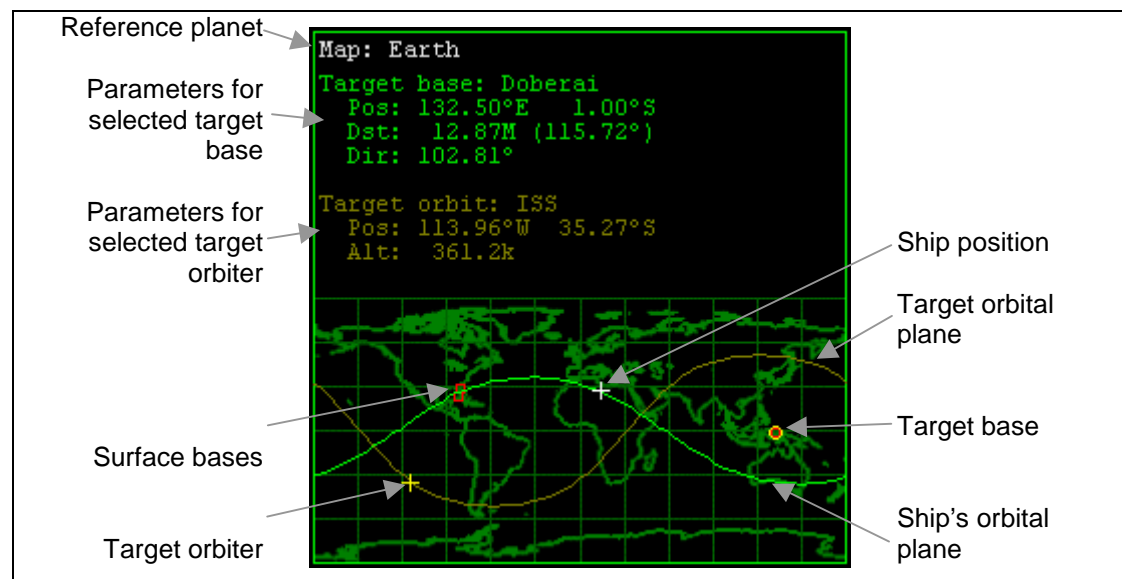 Reference planet
Parameters for
selected target
base
Parameters for
selected target
orbiter
Surface bases
Target orbiter
Map: Earth
Target base: Doberai
Pos: 132.50°E 1.00°S
Dst: 12.87M (115.72°)
Dir: 102.81°
Target orbit: ISS
Pos: 113.96°W 35.27°S
Alt: 361.2k
Ship position
Target orbital
plane
Target base
Ship's orbital
plane